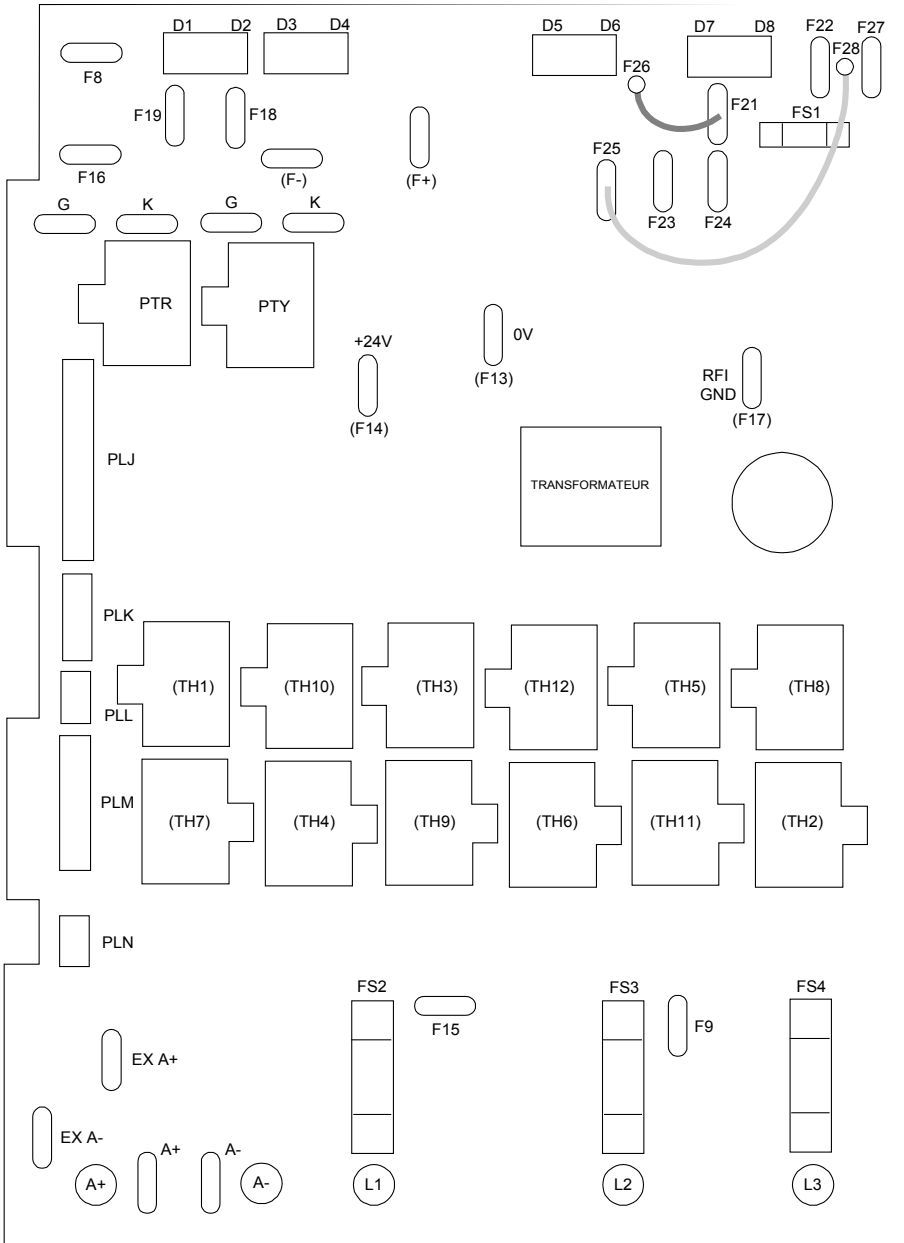 D1 D2 D3 D4 D5 D6 D7 D8 F22 F27
F8 F26 F28
F19 F18 F21 FS1
F16 (F-) (F+) F25
F23 F24
G K G K
PTR PTY
+24V 0V
(F14) (F13)
RFI
GND
(F17)
PLJ
TRANSFORMATEUR
PLK
(TH1) (TH10) (TH3) (TH12) (TH5) (TH8)
PLL
PLM
(TH7) (TH4) (TH9) (TH6) (TH11) (TH2)
PLN
FS2 FS3 FS4
F15 F9
EX A+
EX A-
A+ A-
A+ A- L1 L2 L3